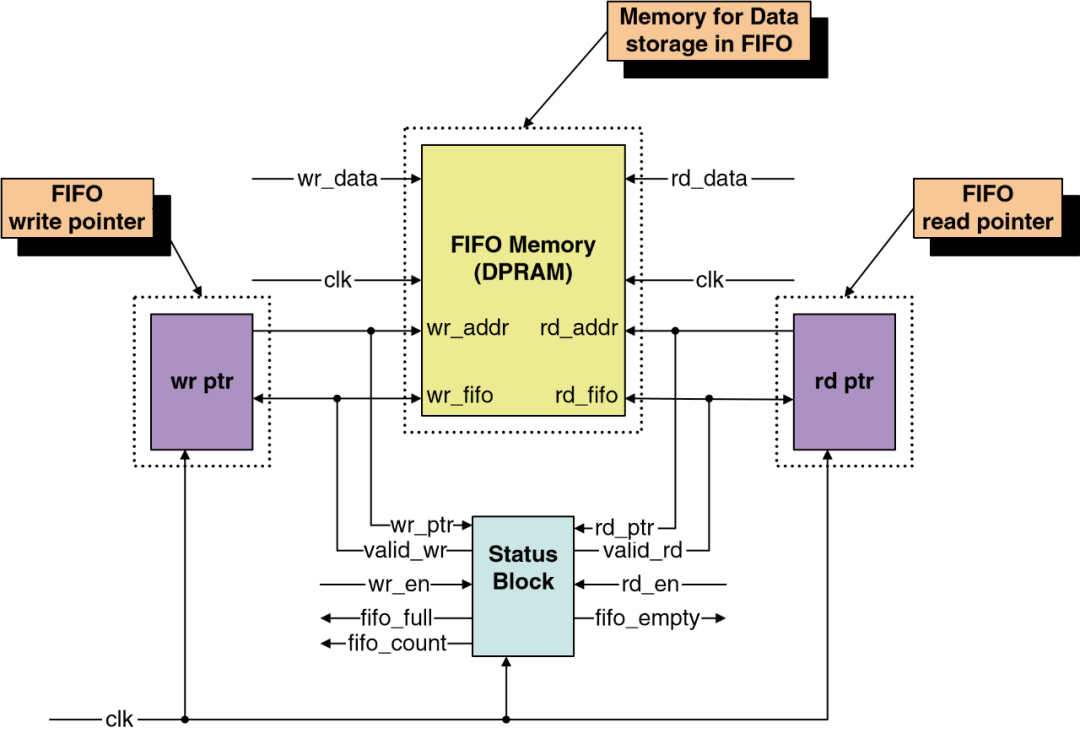 Memory for Data
storage in FIFO
FIFO
write pointer
FIFO
read pointer
wr_data
rd_data
FIFO Memory
(DPRAM)
clk
clk
wr_addr
rd_addr
wr ptr
rd ptr
wr_fifo
rd_fifo
wr_ptr
rd_ptr
valid_wr
valid_rd
Status
Block
wr_en
rd_en
fifo_full
fifo_empty
fifo_count
clk